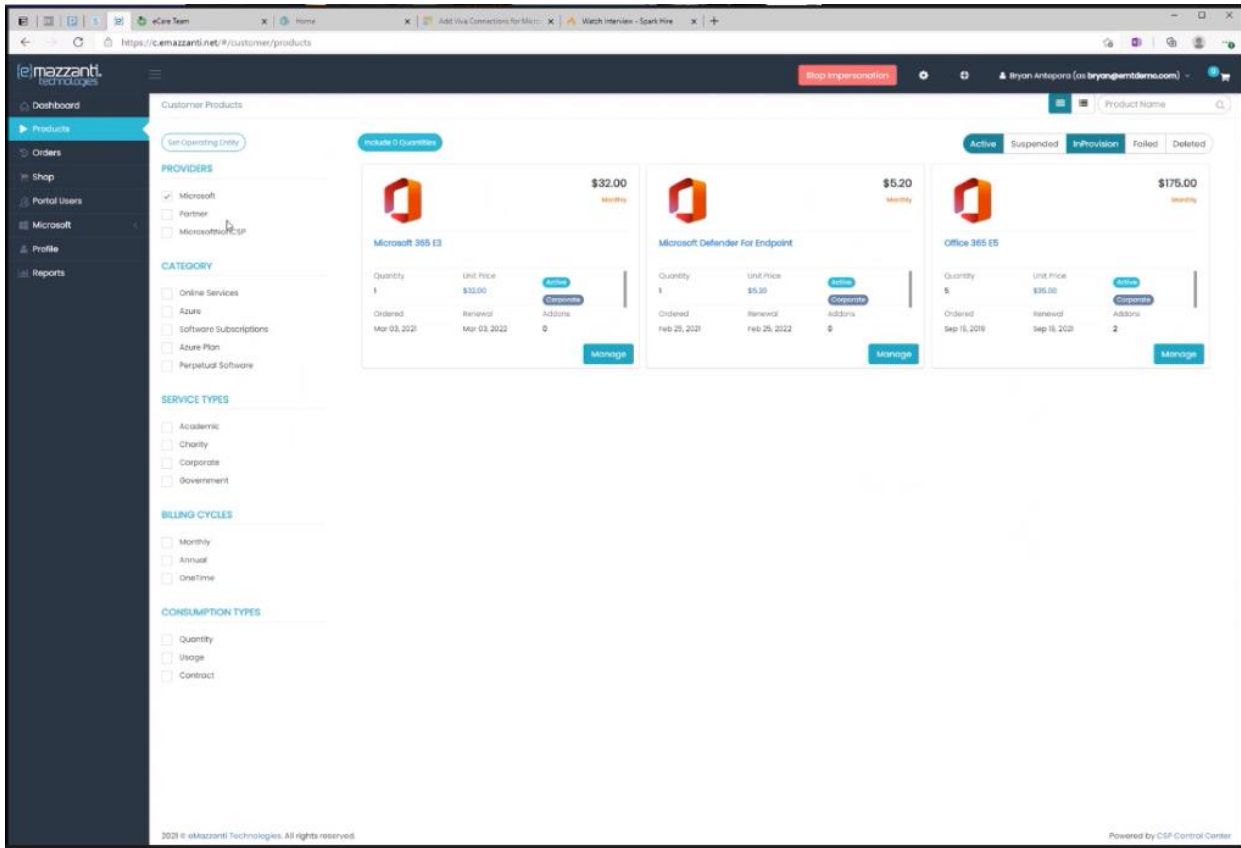 eCare Team
Home
Add Viva Connections for Micro
Watch Interview - Spark Hire
https://c.emazzanti.net/#/customer/products
[e]mazzanti.
technologies
Stop Impersonation
Bryan Antepara (as bryan@emtdemo.com)
0
Dashboard
Products
Orders
Shop
Portal Users
Microsoft
Profile
Reports
Customer Products
Product Name
Set Operating Entity
Include 0 Quantities
Active Suspended InProvision Failed Deleted
PROVIDERS
Microsoft
Partner
CATEGORY
Online Services
Azure
Software Subscriptions
Azure Plan
Perpetual Software
SERVICE TYPES
Academic
Charity
Corporate
Government
BILLING CYCLES
Monthly
Annual
OneTime
CONSUMPTION TYPES
Quantity
Usage
Contract
$32.00
Monthly
Microsoft 365 E3
Quantity Unit Price
1 $32.00 Active
Corporate
Ordered Renewal Addons
Mar 03, 2021 Mar 03, 2022 0
Manage
$5.20
Monthly
Microsoft Defender For Endpoint
Quantity Unit Price
1 $5.20 Active
Corporate
Ordered Renewal Addons
Feb 25, 2021 Feb 25, 2022 0
Manage
$175.00
Monthly
Office 365 E5
Quantity Unit Price
5 $35.00 Active
Corporate
Ordered Renewal Addons
Sep 19, 2021 2
Manage
2021 © eMazzanti Technologies. All rights reserved.
Powered by CSP Control Center